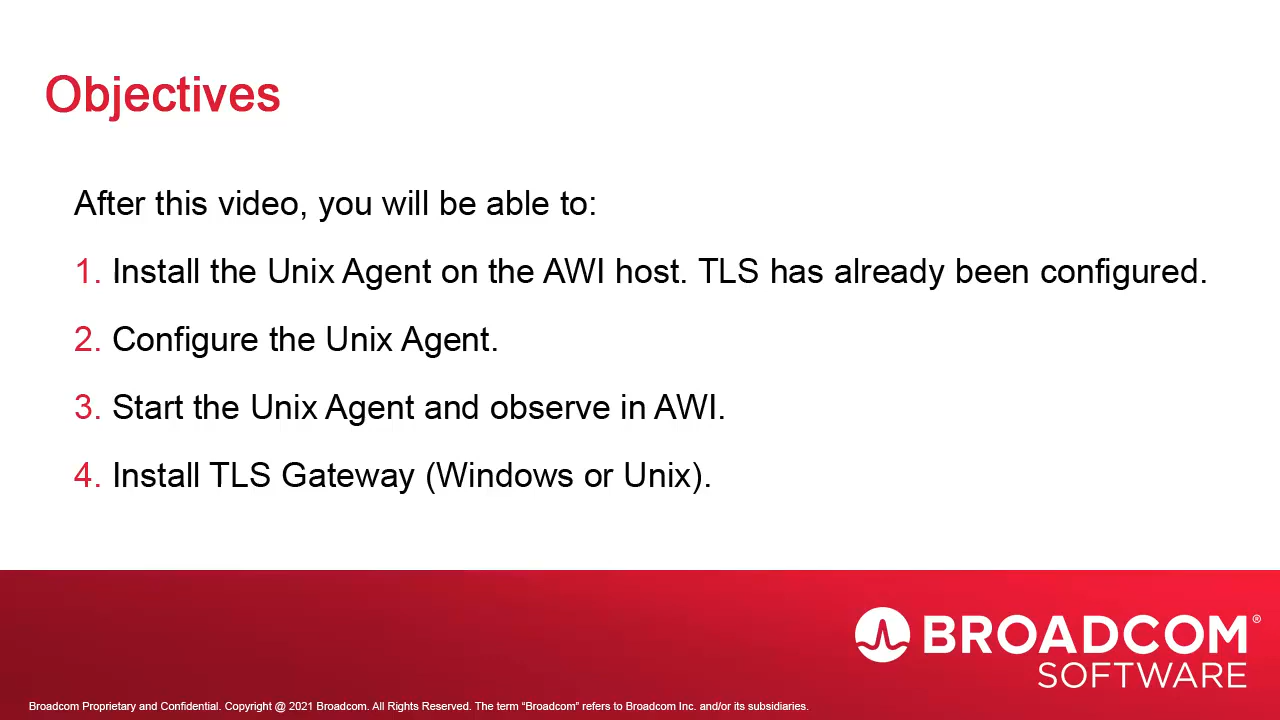 Objectives
After this video, you will be able to:
1. Install the Unix Agent on the AWI host. TLS has already been configured.
2. Configure the Unix Agent.
3. Start the Unix Agent and observe in AWI.
4. Install TLS Gateway (Windows or Unix).
BROADCOM®
SOFTWARE
Broadcom Proprietary and Confidential. Copyright @ 2021 Broadcom. All Rights Reserved. The term “Broadcom” refers to Broadcom Inc. and/or its subsidiaries.